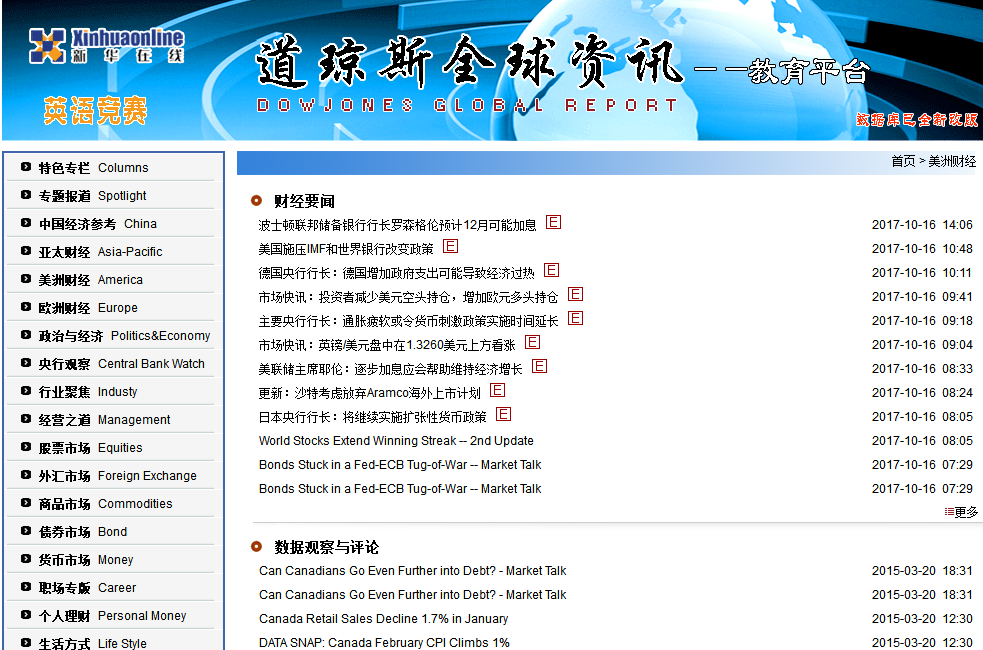 Xinhuaonline
新华在线
道琼斯全球资讯——教育平台
DOWJONES GLOBAL REPORT
英语竞赛
数据库已全新改版
首页 > 美洲财经
特色专栏 Columns
专题报道 Spotlight
中国经济参考 China
亚太财经 Asia-Pacific
美洲财经 America
欧洲财经 Europe
政治与经济 Politics&Economy
央行观察 Central Bank Watch
行业聚焦 Industy
经营之道 Management
股票市场 Equities
外汇市场 Foreign Exchange
商品市场 Commodities
债券市场 Bond
货币市场 Money
职场专版 Career
个人理财 Personal Money
生活方式 Life Style
财经要闻
波士顿联邦储备银行行长罗森格伦预计12月可能加息 E 2017-10-16 14:06
美国施压IMF和世界银行改变政策 E 2017-10-16 10:48
德国央行行长：德国增加政府支出可能导致经济过热 E 2017-10-16 10:11
市场快讯：投资者减少美元空头持仓，增加欧元多头持仓 E 2017-10-16 09:41
主要央行行长：通胀疲软或令货币刺激政策实施时间延长 E 2017-10-16 09:18
市场快讯：英镑/美元盘中在1.3260美元上方看涨 E 2017-10-16 09:04
美联储主席耶伦：逐步加息应会帮助维持经济增长 E 2017-10-16 08:33
更新：沙特考虑放弃Aramco海外上市计划 E 2017-10-16 08:24
日本央行行长：将继续实施扩张性货币政策 E 2017-10-16 08:05
World Stocks Extend Winning Streak -- 2nd Update 2017-10-16 08:05
Bonds Stuck in a Fed-ECB Tug-of-War -- Market Talk 2017-10-16 07:29
Bonds Stuck in a Fed-ECB Tug-of-War -- Market Talk 2017-10-16 07:29
更多
数据观察与评论
Can Canadians Go Even Further into Debt? - Market Talk 2015-03-20 18:31
Can Canadians Go Even Further into Debt? - Market Talk 2015-03-20 18:31
Canada Retail Sales Decline 1.7% in January 2015-03-20 12:30
DATA SNAP: Canada February CPI Climbs 1% 2015-03-20 12:30